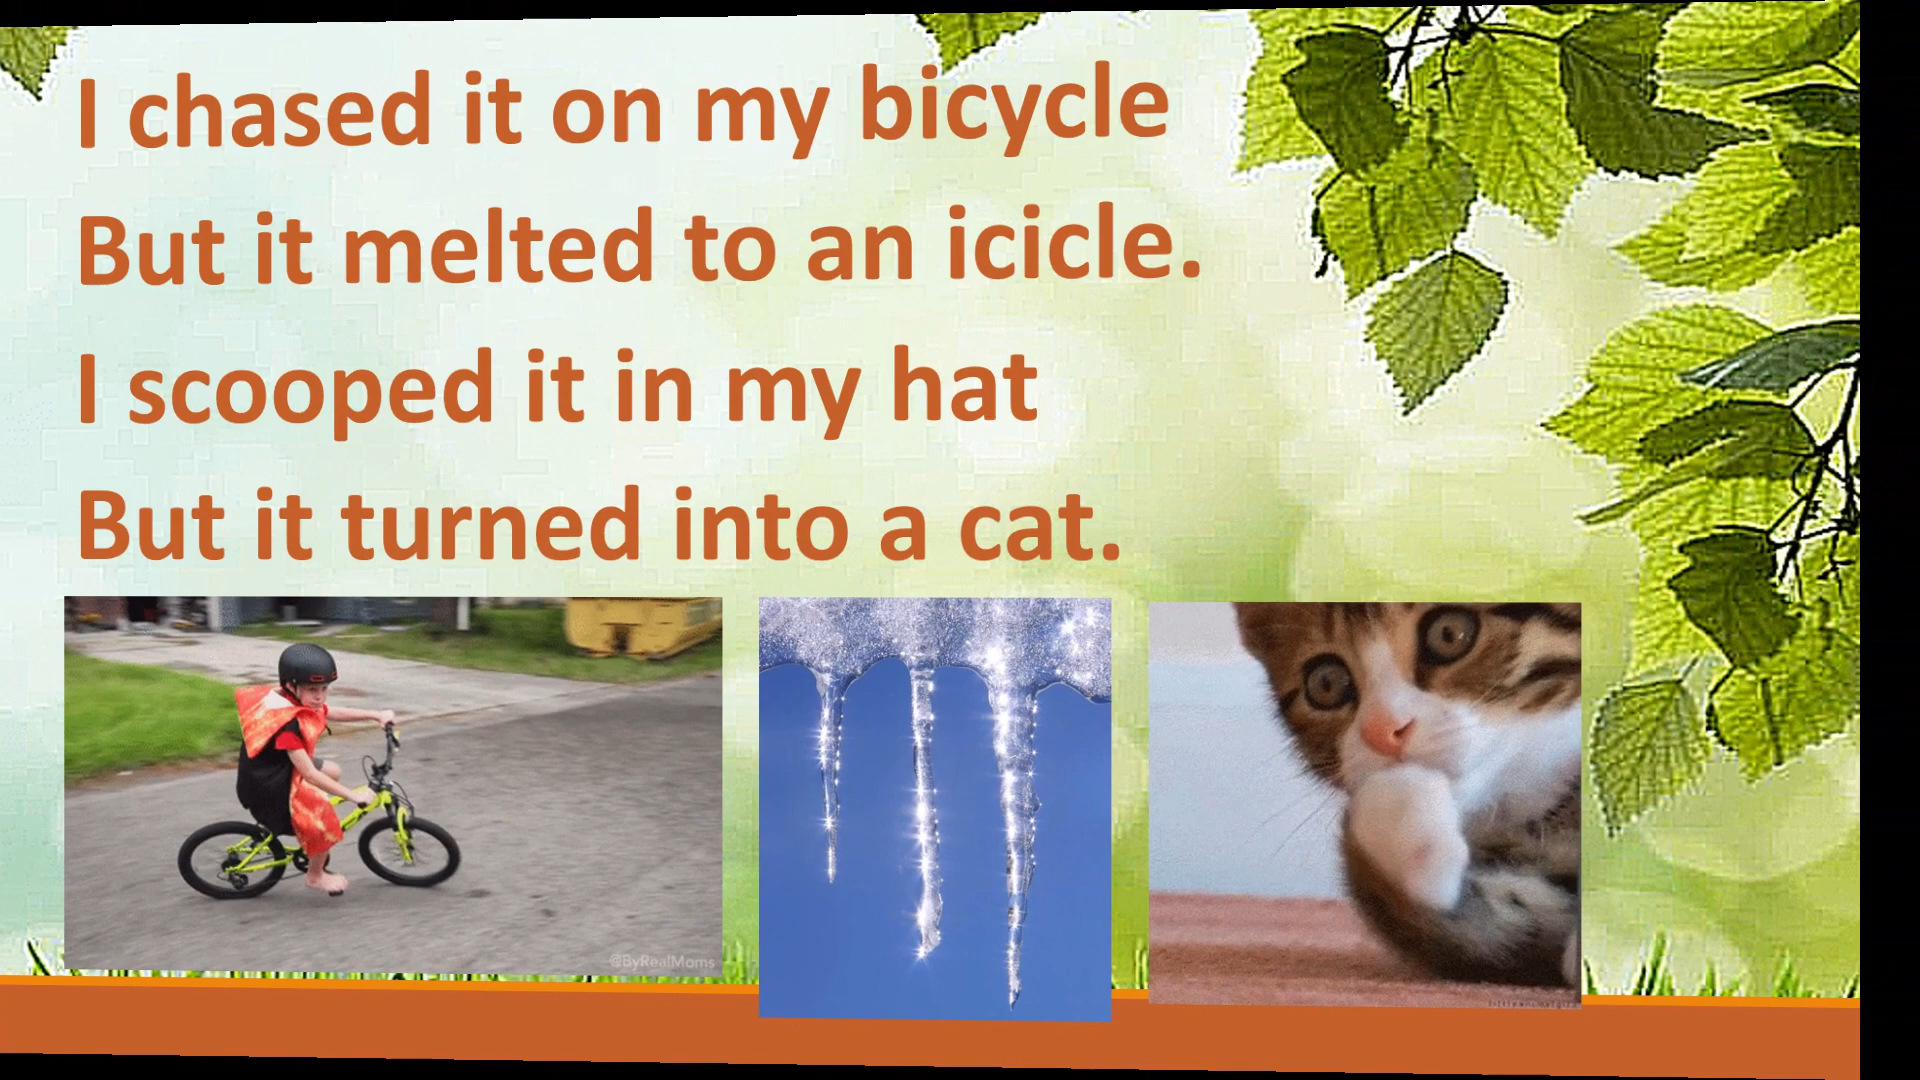 I chased it on my bicycle
But it melted to an icicle.
I scooped it in my hat
But it turned into a cat.
@ByRealMoms